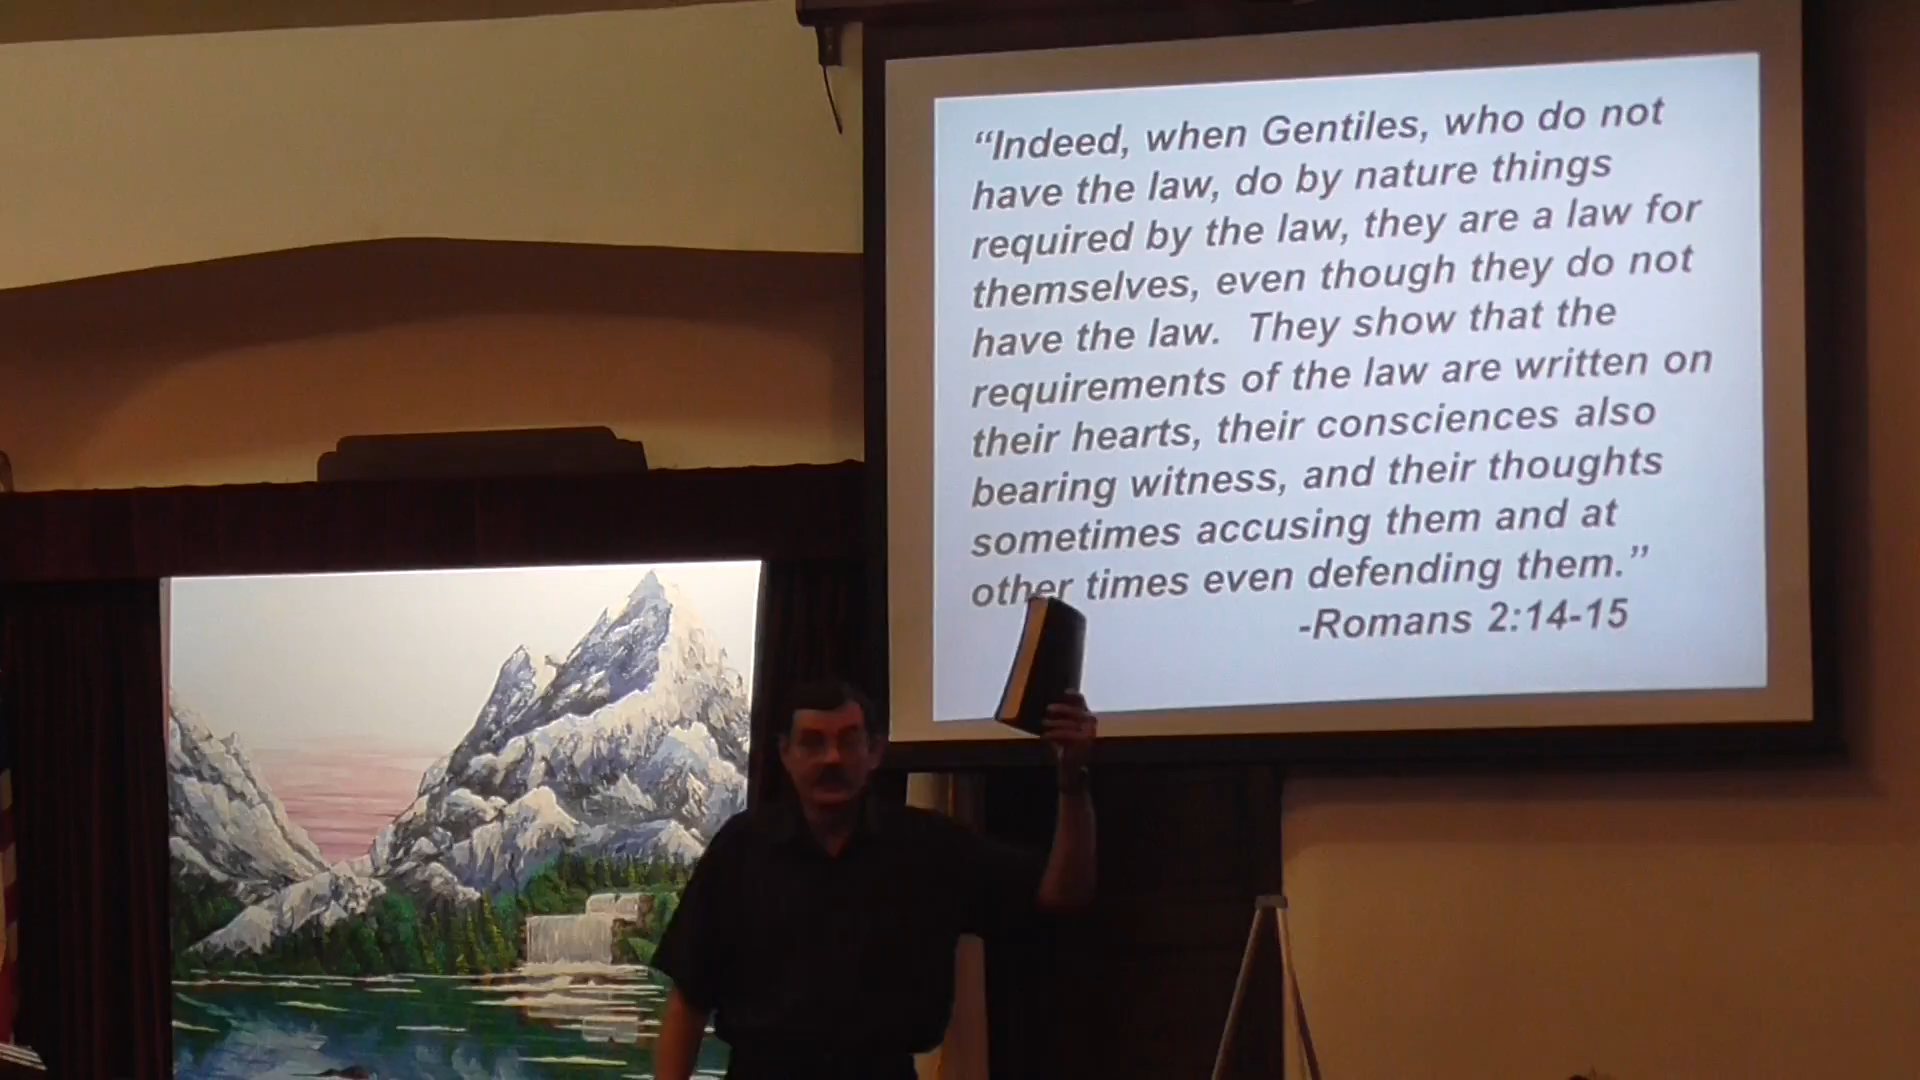 “Indeed, when Gentiles, who do not
have the law, do by nature things
required by the law, they are a law for
themselves, even though they do not
have the law. They show that the
requirements of the law are written on
their hearts, their consciences also
bearing witness, and their thoughts
sometimes accusing them and at
other times even defending them.”
-Romans 2:14-15